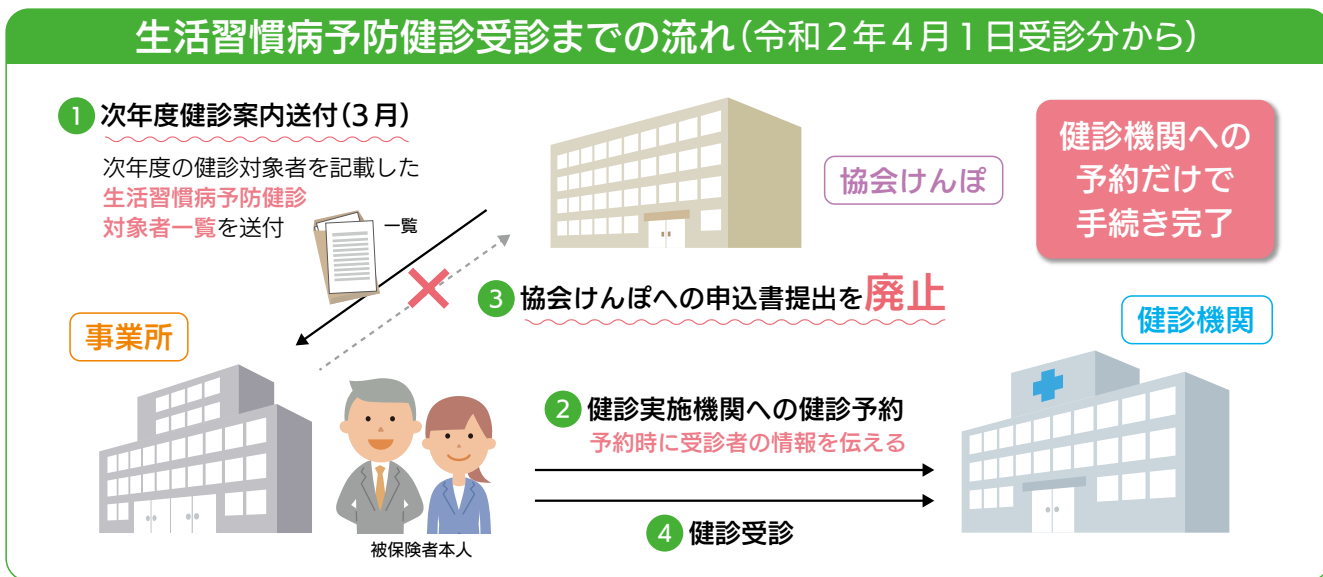 生活習慣病予防健診受診までの流れ(令和2年4月1日受診分から)
1 次年度健診案内送付(3月)
次年度の健診対象者を記載した
生活習慣病予防健診
対象者一覧を送付
一覧
協会けんぽ
健診機関への
予約だけで
手続き完了
3 協会けんぽへの申込書提出を廃止
事業所
健診機関
2 健診実施機関への健診予約
予約時に受診者の情報を伝える
4 健診受診
被保険者本人